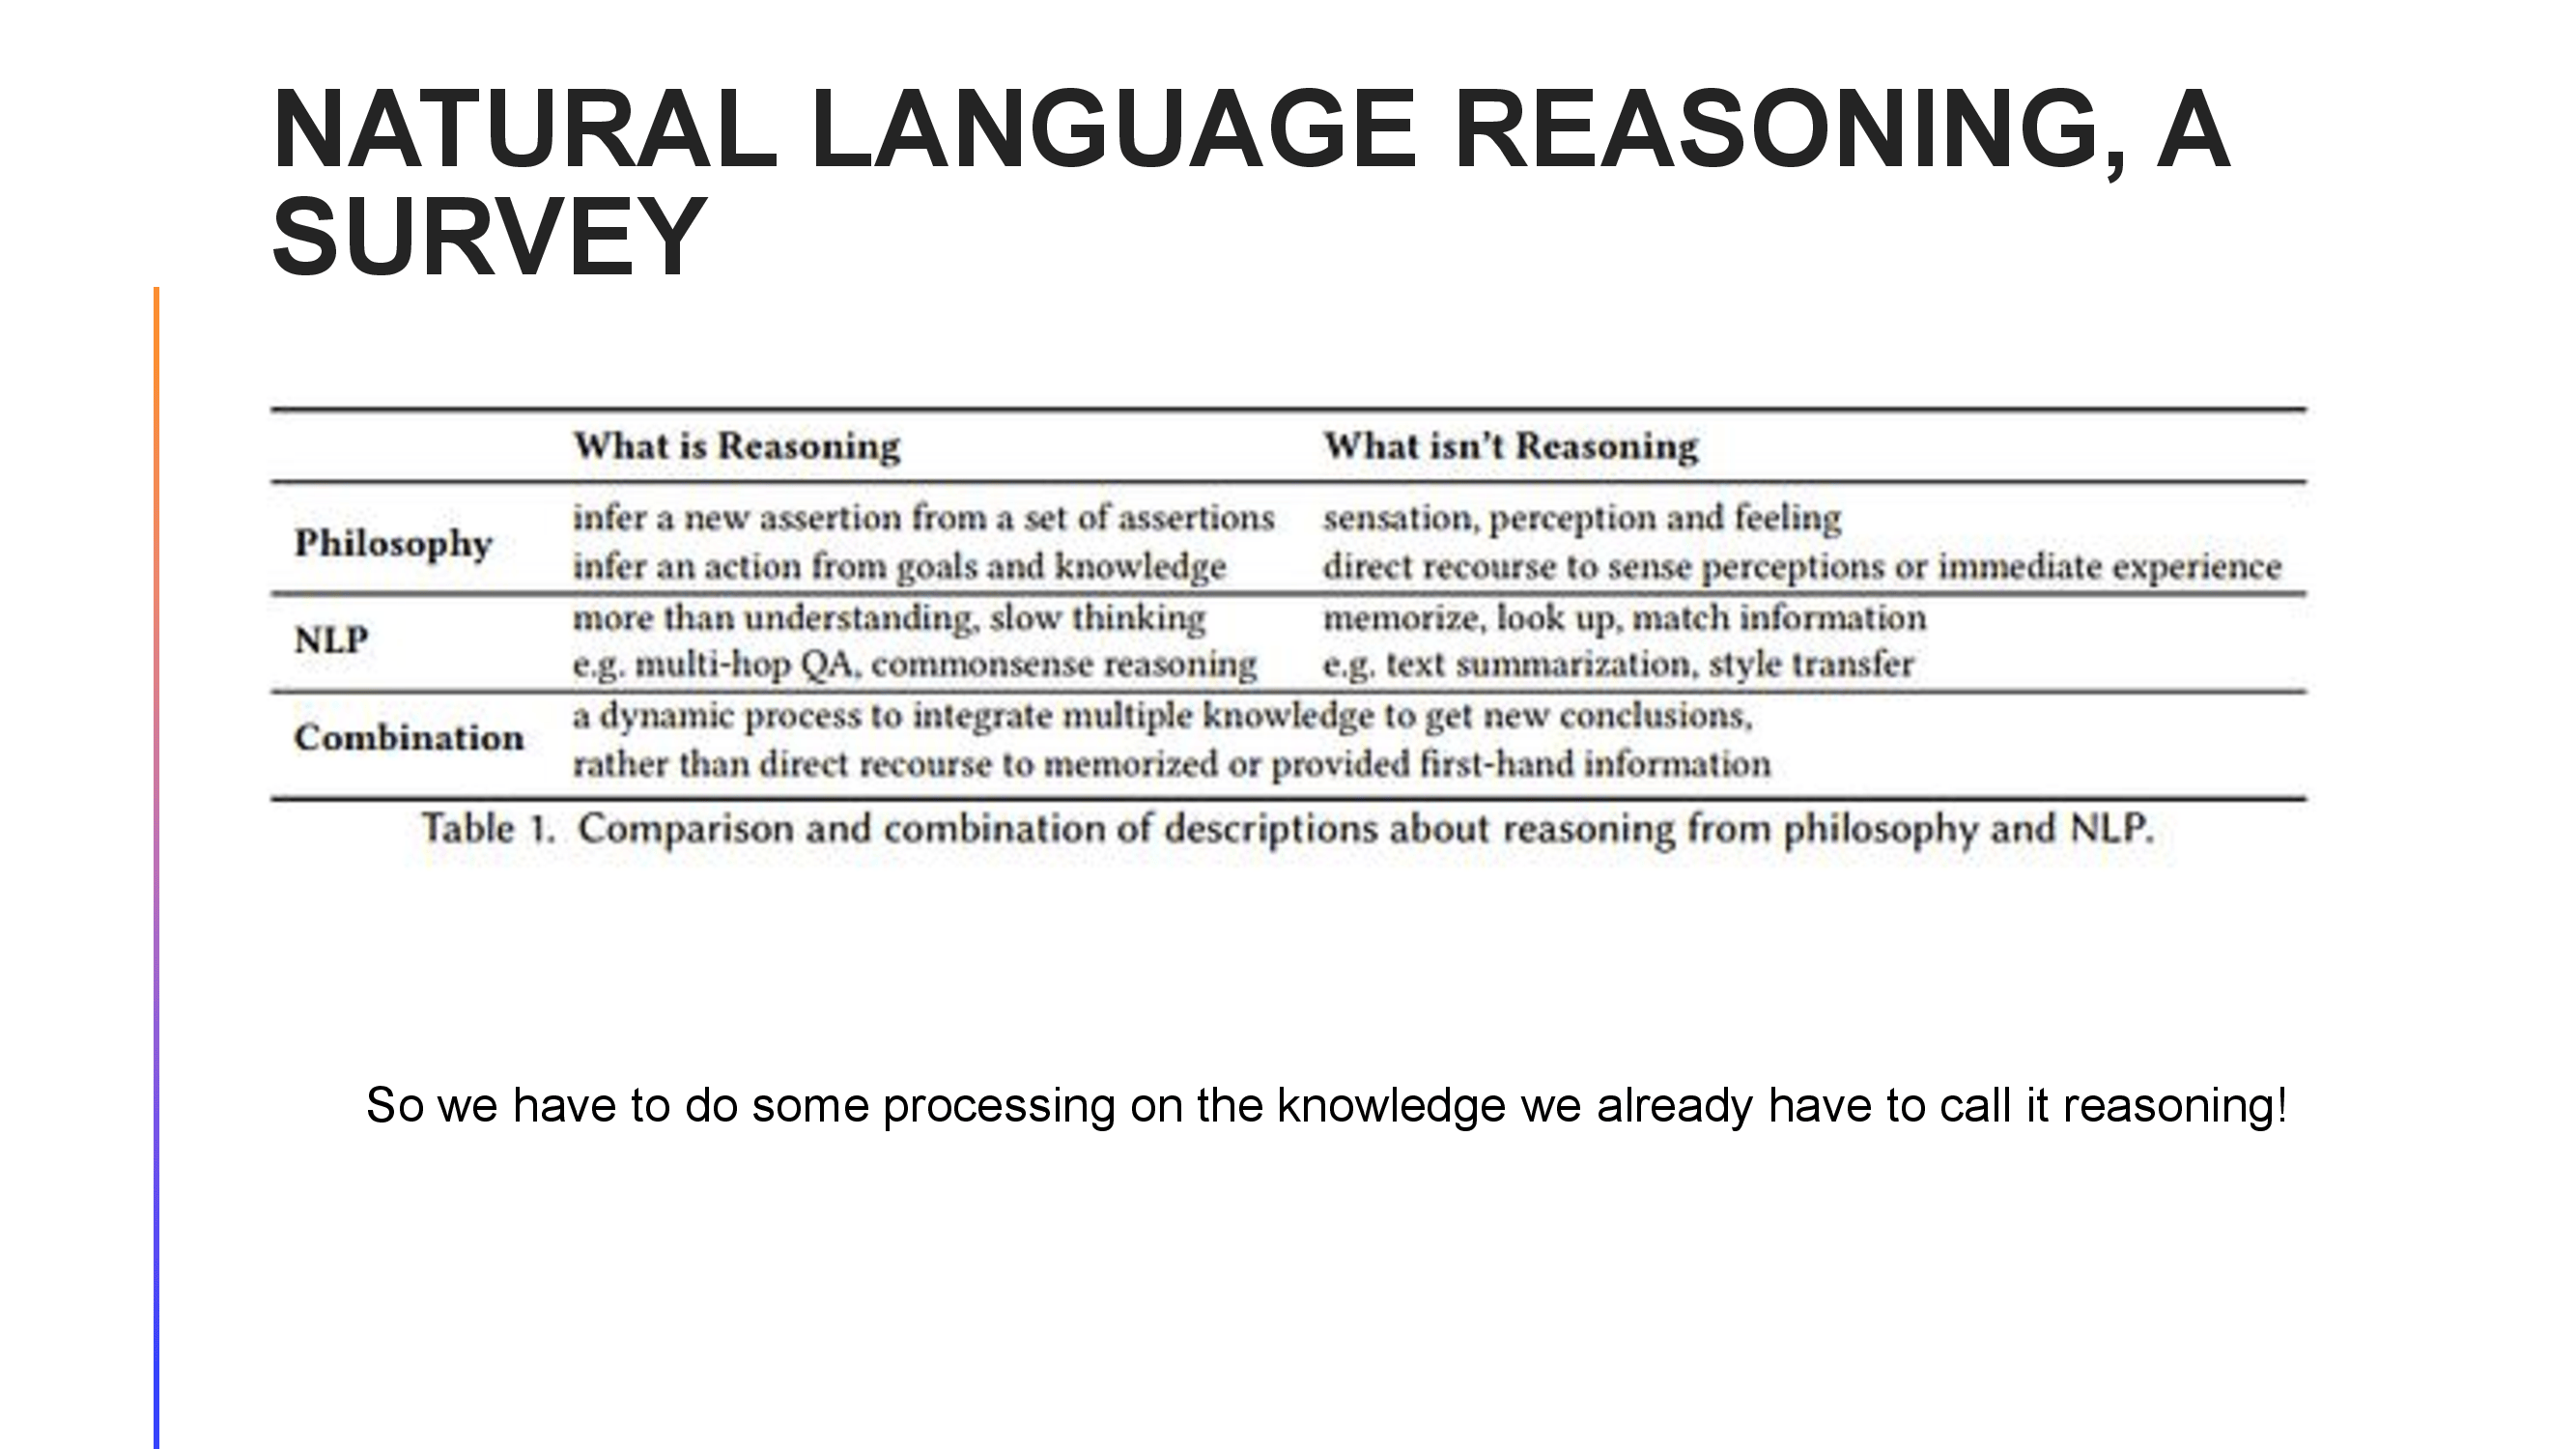 NATURAL LANGUAGE REASONING, A
SURVEY
What is Reasoning What isn't Reasoning
Philosophy
infer a new assertion from a set of assertions sensation, perception and feeling
infer an action from goals and knowledge direct recourse to sense perceptions or immediate experience
NLP
more than understanding, slow thinking memorize, look up, match information
e.g. multi-hop QA, commonsense reasoning e.g. text summarization, style transfer
Combination
a dynamic process to integrate multiple knowledge to get new conclusions,
rather than direct recourse to memorized or provided first-hand information
Table 1. Comparison and combination of descriptions about reasoning from philosophy and NLP.
So we have to do some processing on the knowledge we already have to call it reasoning!